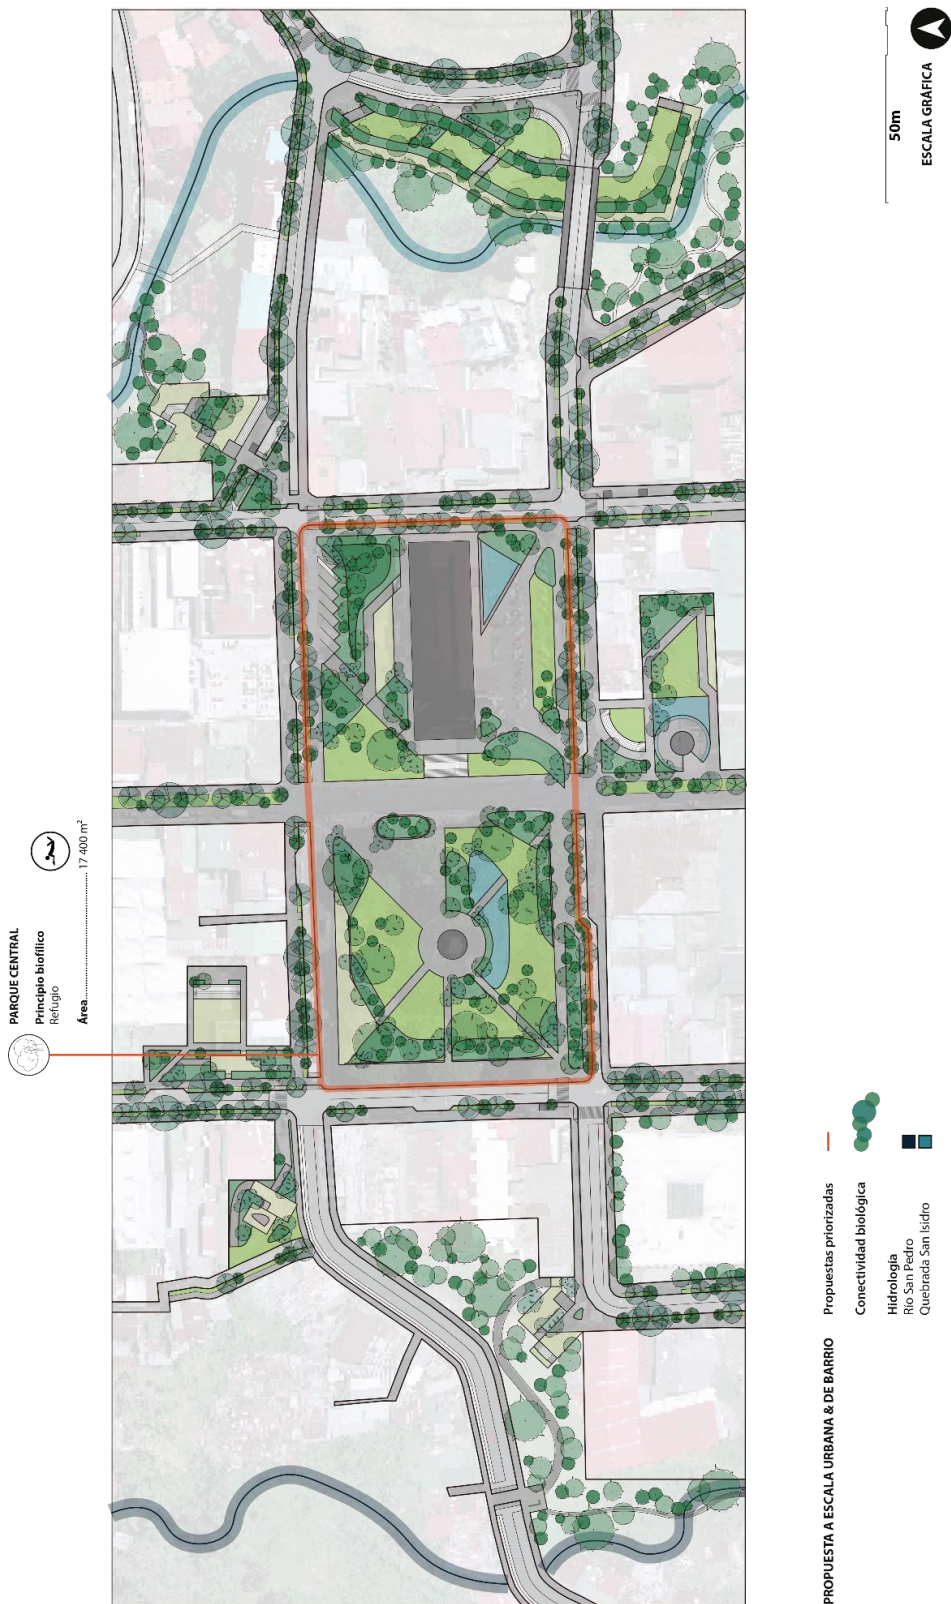 PARQUE CENTRAL
Principio biofílico
Refugio
Área.............................. 17 400 m²
PROPUESTA A ESCALA URBANA & DE BARRIO
Propuestas priorizadas
Conectividad biológica
Hidrología
Río San Pedro
Quebrada San Isidro
50m
ESCALA GRÁFICA